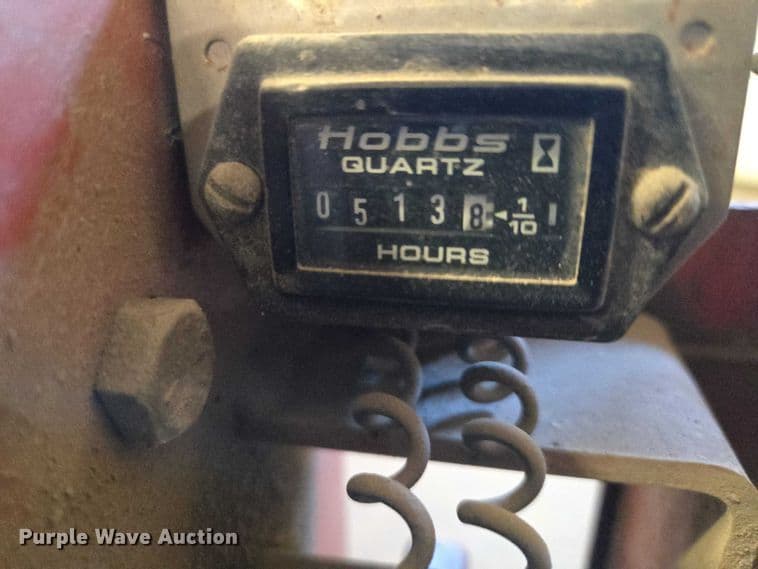 Hobbs
QUARTZ
0 5 1 3 8 1/10
HOURS
Purple Wave Auction